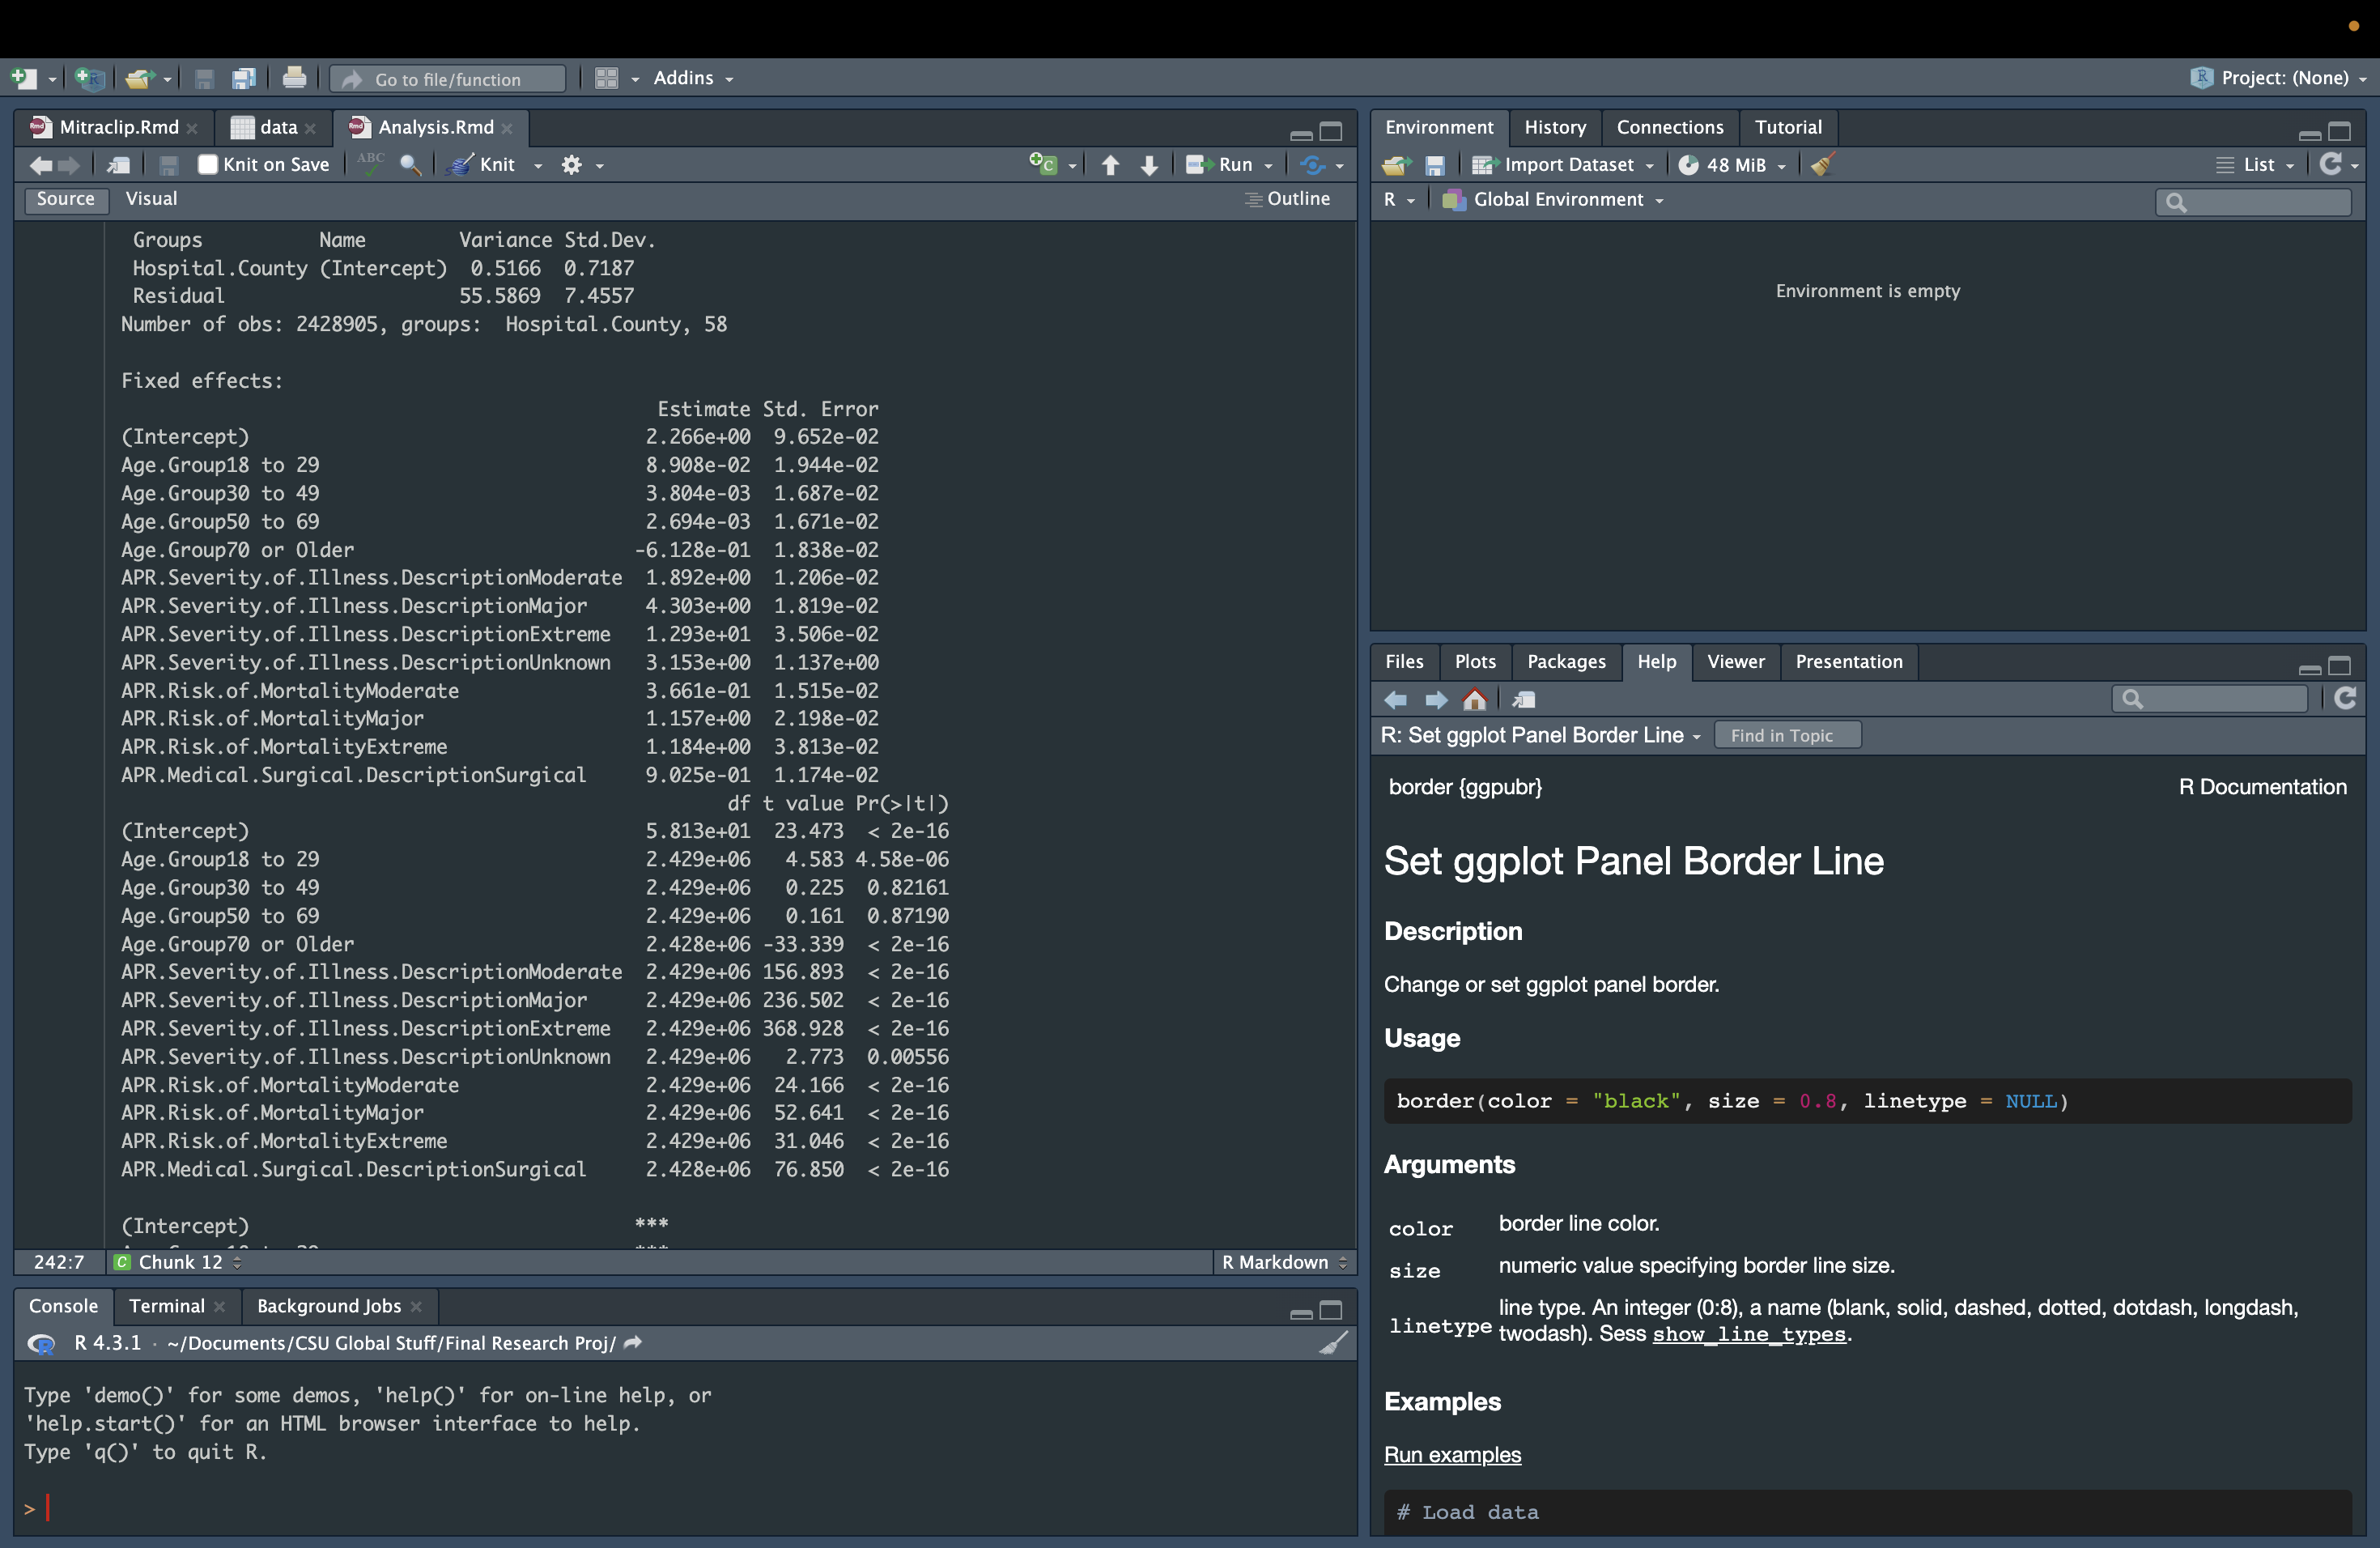 Go to file/function
Addins
Project: (None)
Mitraclip.Rmd
data
Analysis.Rmd
Knit on Save
ABC
Knit
Run
Source
Visual
Outline
Groups Name Variance Std.Dev.
Hospital.County (Intercept) 0.5166 0.7187
Residual 55.5869 7.4557
Number of obs: 2428905, groups: Hospital.County, 58
Fixed effects:
Estimate Std. Error
(Intercept) 2.266e+00 9.652e-02
Age.Group18 to 29 8.908e-02 1.944e-02
Age.Group30 to 49 3.804e-03 1.687e-02
Age.Group50 to 69 2.694e-03 1.671e-02
Age.Group70 or Older -6.128e-01 1.838e-02
APR.Severity.of.Illness.DescriptionModerate 1.892e+00 1.206e-02
APR.Severity.of.Illness.DescriptionMajor 4.303e+00 1.819e-02
APR.Severity.of.Illness.DescriptionExtreme 1.293e+01 3.506e-02
APR.Severity.of.Illness.DescriptionUnknown 3.153e+00 1.137e+00
APR.Risk.of.MortalityModerate 3.661e-01 1.515e-02
APR.Risk.of.MortalityMajor 1.157e+00 2.198e-02
APR.Risk.of.MortalityExtreme 1.184e+00 3.813e-02
APR.Medical.Surgical.DescriptionSurgical 9.025e-01 1.174e-02
df t value Pr(>|t|)
(Intercept) 5.813e+01 23.473 < 2e-16
Age.Group18 to 29 2.429e+06 4.583 4.58e-06
Age.Group30 to 49 2.429e+06 0.225 0.82161
Age.Group50 to 69 2.429e+06 0.161 0.87190
Age.Group70 or Older 2.428e+06 -33.339 < 2e-16
APR.Severity.of.Illness.DescriptionModerate 2.429e+06 156.893 < 2e-16
APR.Severity.of.Illness.DescriptionMajor 2.429e+06 236.502 < 2e-16
APR.Severity.of.Illness.DescriptionExtreme 2.429e+06 368.928 < 2e-16
APR.Severity.of.Illness.DescriptionUnknown 2.429e+06 2.773 0.00556
APR.Risk.of.MortalityModerate 2.429e+06 24.166 < 2e-16
APR.Risk.of.MortalityMajor 2.429e+06 52.641 < 2e-16
APR.Risk.of.MortalityExtreme 2.429e+06 31.046 < 2e-16
APR.Medical.Surgical.DescriptionSurgical 2.428e+06 76.850 < 2e-16
(Intercept) ***
242:7
Chunk 12
R Markdown
Console
Terminal
Background Jobs
R 4.3.1 · ~/Documents/CSU Global Stuff/Final Research Proj/
Type 'demo()' for some demos, 'help()' for on-line help, or
'help.start()' for an HTML browser interface to help.
Type 'q()' to quit R.
>
Environment
History
Connections
Tutorial
Import Dataset
48 MiB
List
R
Global Environment
Environment is empty
Files
Plots
Packages
Help
Viewer
Presentation
R: Set ggplot Panel Border Line
Find in Topic
border {ggpubr}
R Documentation
Set ggplot Panel Border Line
Description
Change or set ggplot panel border.
Usage
border(color = "black", size = 0.8, linetype = NULL)
Arguments
color border line color.
size numeric value specifying border line size.
linetype line type. An integer (0:8), a name (blank, solid, dashed, dotted, dotdash, longdash,
twodash). Sess show_line_types.
Examples
Run examples
# Load data